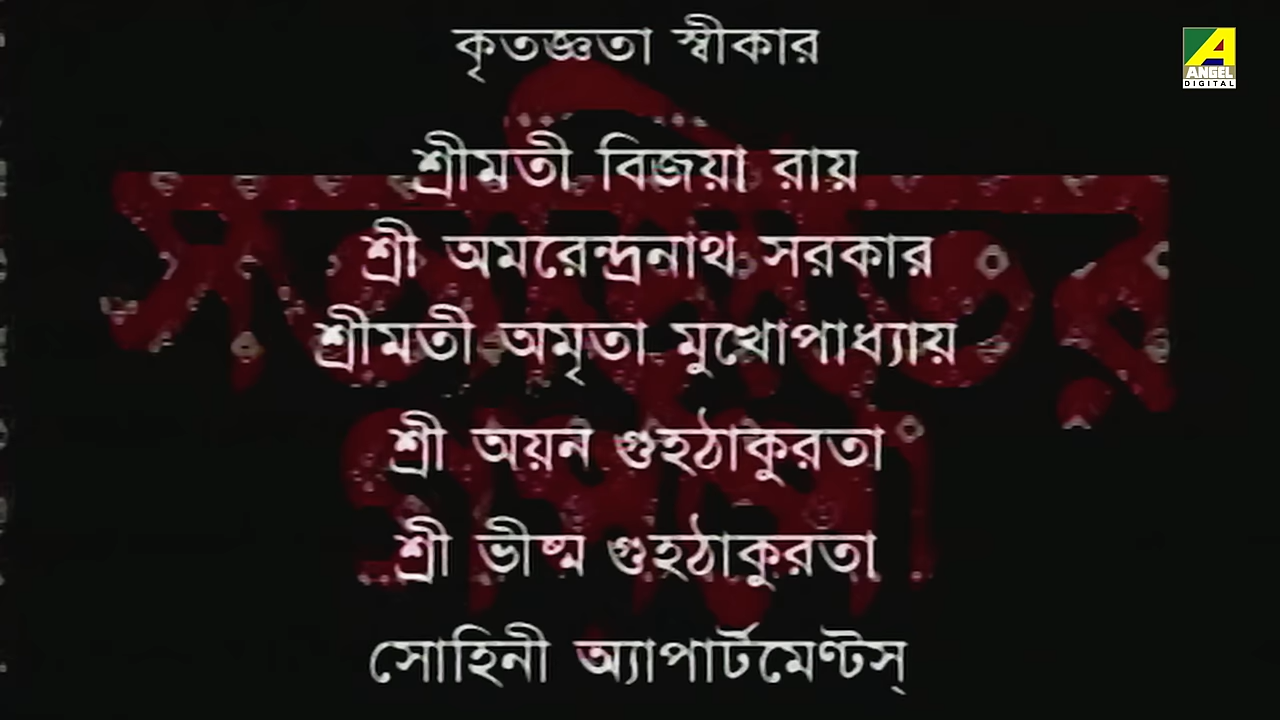 কৃতজ্ঞতা স্বীকার
ANGEL
DIGITAL
শ্রীমতী বিজয়া রায়
শ্রী অমরেন্দ্রনাথ সরকার
শ্রীমতী অমৃতা মুখোপাধ্যায়
শ্রী অয়ন গুহঠাকুরতা
শ্রী ভীষ্ম গুহঠাকুরতা
সোহিনী অ্যাপার্টমেণ্টস্